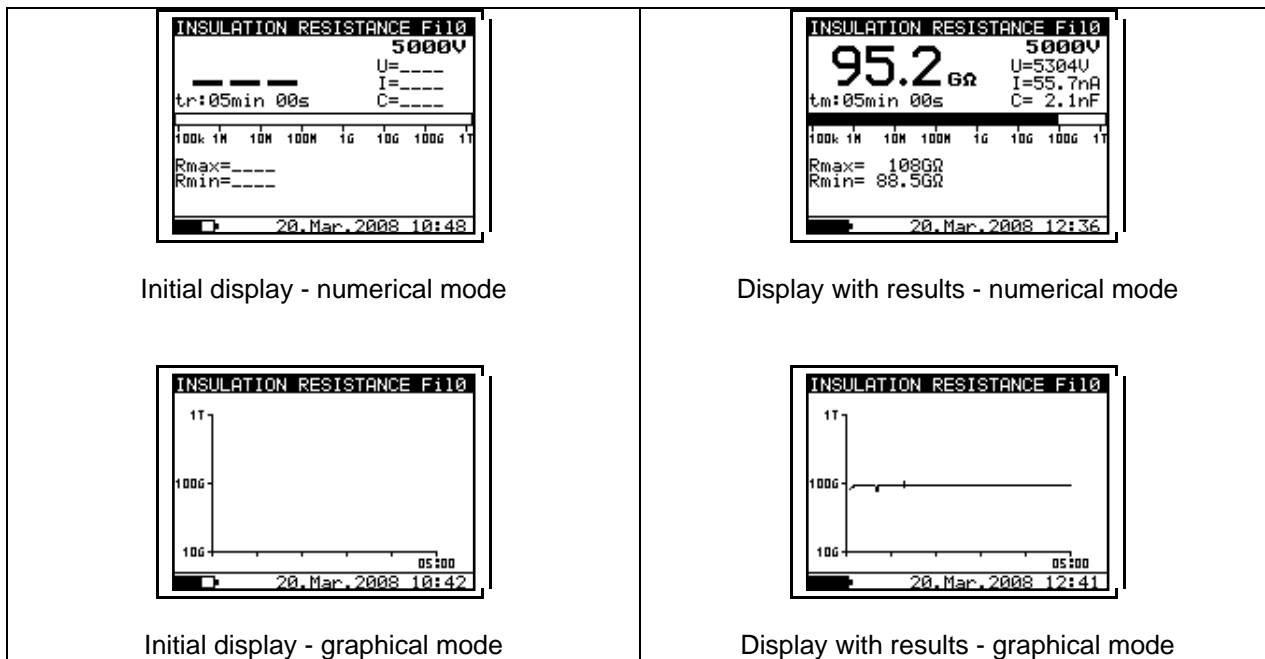 INSULATION RESISTANCE Fil0
5000V
U=____
I=____
tr:05min 00s C=____
100k 1M 10M 100M 1G 10G 100G 1T
Rmax=____
Rmin=____
20.Mar.2008 10:48
Initial display - numerical mode
INSULATION RESISTANCE Fil0
5000V
95.2 GΩ
U=5304V
I=55.7nA
tm:05min 00s C= 2.1nF
100k 1M 10M 100M 1G 10G 100G 1T
Rmax= 108GΩ
Rmin= 88.5GΩ
20.Mar.2008 12:36
Display with results - numerical mode
INSULATION RESISTANCE Fil0
1T
100G
10G
05:00
20.Mar.2008 10:42
Initial display - graphical mode
INSULATION RESISTANCE Fil0
1T
100G
10G
05:00
20.Mar.2008 12:41
Display with results - graphical mode